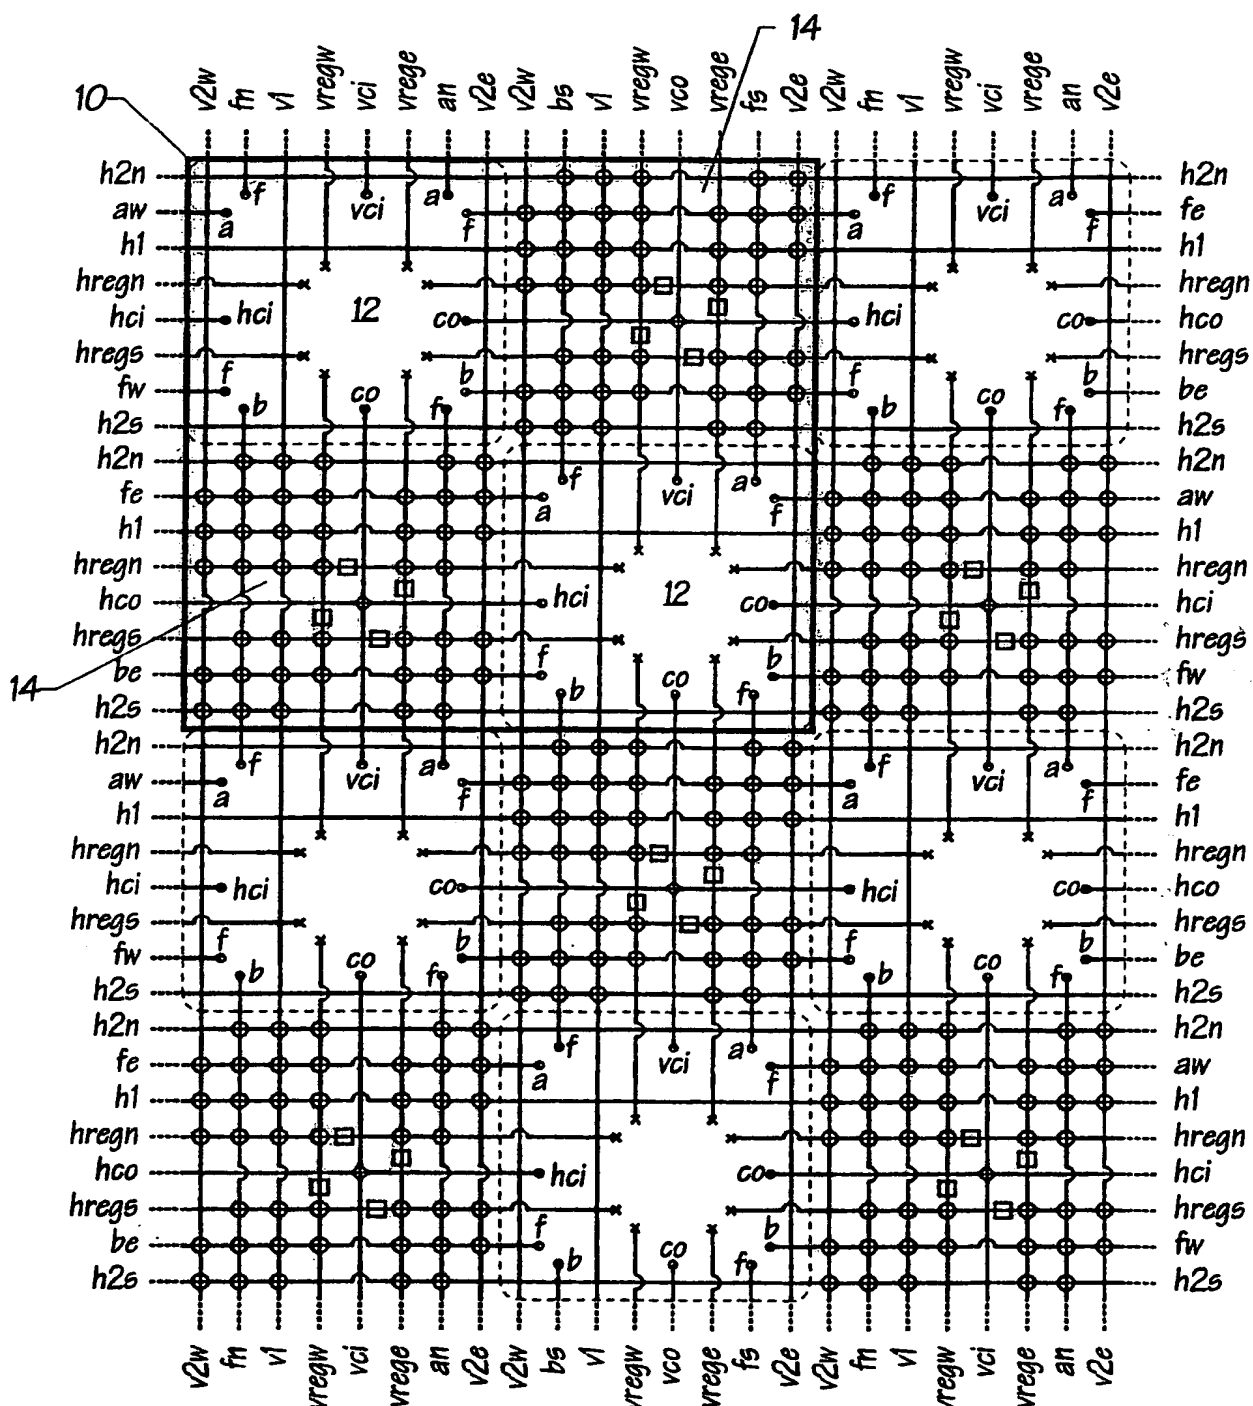 14
10
v2w fn v1 vregw vci vrege an v2e v2w bs v1 vregw vco vrege fs v2e v2w fn v1 vregw vci vrege an v2e
h2n f vci a f vci a h2n
aw a f a f fe
h1 h1
hregn hregn
hci hci 12 co hci co hco
hregs hregs
fw f b f b be
b co f b co f
h2s h2s
h2n h2n
f vci a
fe a f aw
h1 h1
hregn hregn
hco hci 12 co hci
hregs hregs
14
be f b fw
b co f
h2s h2s
h2n h2n
f vci a f vci a
aw a f a f fe
h1 h1
hregn hregn
hci hci co hci co hco
hregs hregs
fw f b f b be
b co f b co f
h2s h2s
h2n h2n
f vci a
fe a f aw
h1 h1
hregn hregn
hco hci co hci
hregs hregs
be f b fw
b co f
h2s h2s
v2w fn v1 vregw vci vrege an v2e v2w bs v1 vregw vco vrege fs v2e v2w fn v1 vregw vci vrege an v2e